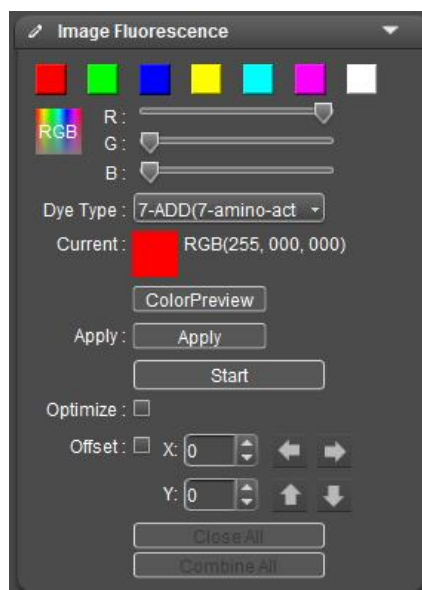 Image Fluorescence
RGB
R :
G :
B :
Dye Type : 7-ADD(7-amino-act
Current : RGB(255, 000, 000)
ColorPreview
Apply : Apply
Start
Optimize :
Offset : X: 0
Y: 0
Close All
Combine All